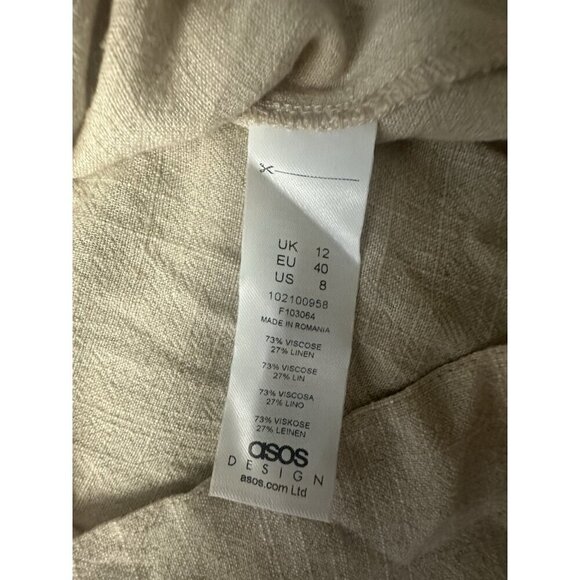 UK 12
EU 40
US 8
102100958
F103064
MADE IN ROMANIA
73% VISCOSE
27% LINEN
73% VISCOSE
27% LIN
73% VISCOSA
27% LINO
73% VISKOSE
27% LEINEN
asos
DESIGN
asos.com Ltd